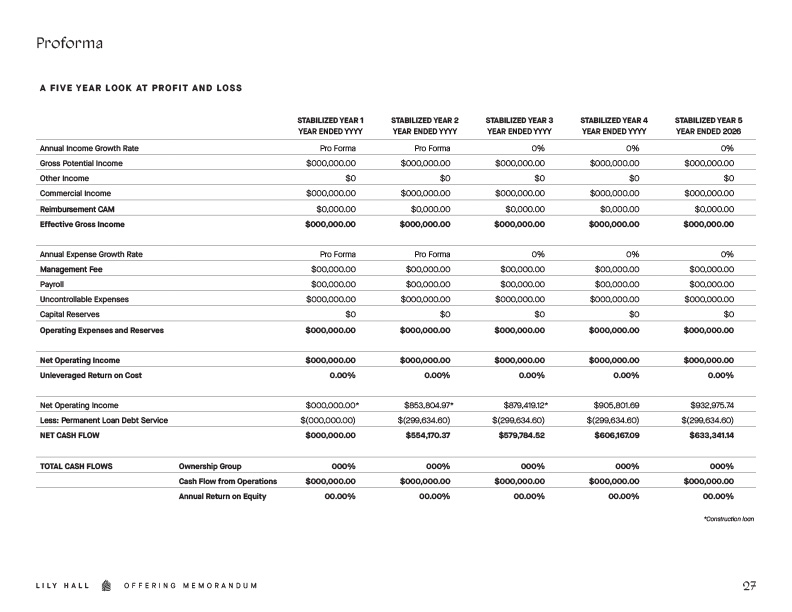 Proforma
A FIVE YEAR LOOK AT PROFIT AND LOSS
STABILIZED YEAR 1 STABILIZED YEAR 2 STABILIZED YEAR 3 STABILIZED YEAR 4 STABILIZED YEAR 5
YEAR ENDED YYYY YEAR ENDED YYYY YEAR ENDED YYYY YEAR ENDED YYYY YEAR ENDED 2026
Annual Income Growth Rate Pro Forma Pro Forma 0% 0% 0%
Gross Potential Income $000,000.00 $000,000.00 $000,000.00 $000,000.00 $000,000.00
Other Income $0 $0 $0 $0 $0
Commercial Income $000,000.00 $000,000.00 $000,000.00 $000,000.00 $000,000.00
Reimbursement CAM $0,000.00 $0,000.00 $0,000.00 $0,000.00 $0,000.00
Effective Gross Income $000,000.00 $000,000.00 $000,000.00 $000,000.00 $000,000.00
Annual Expense Growth Rate Pro Forma Pro Forma 0% 0% 0%
Management Fee $00,000.00 $00,000.00 $00,000.00 $00,000.00 $00,000.00
Payroll $00,000.00 $00,000.00 $00,000.00 $00,000.00 $00,000.00
Uncontrollable Expenses $000,000.00 $000,000.00 $000,000.00 $000,000.00 $000,000.00
Capital Reserves $0 $0 $0 $0 $0
Operating Expenses and Reserves $000,000.00 $000,000.00 $000,000.00 $000,000.00 $000,000.00
Net Operating Income $000,000.00 $000,000.00 $000,000.00 $000,000.00 $000,000.00
Unleveraged Return on Cost 0.00% 0.00% 0.00% 0.00% 0.00%
Net Operating Income $000,000.00* $853,804.97* $879,419.12* $905,801.69 $932,975.74
Less: Permanent Loan Debt Service $(000,000.00) $(299,634.60) $(299,634.60) $(299,634.60) $(299,634.60)
NET CASH FLOW $000,000.00 $554,170.37 $579,784.52 $606,167.09 $633,341.14
TOTAL CASH FLOWS Ownership Group 000% 000% 000% 000% 000%
Cash Flow from Operations $000,000.00 $000,000.00 $000,000.00 $000,000.00 $000,000.00
Annual Return on Equity 00.00% 00.00% 00.00% 00.00% 00.00%
*Construction loan
LILY HALL OFFERING MEMORANDUM 27